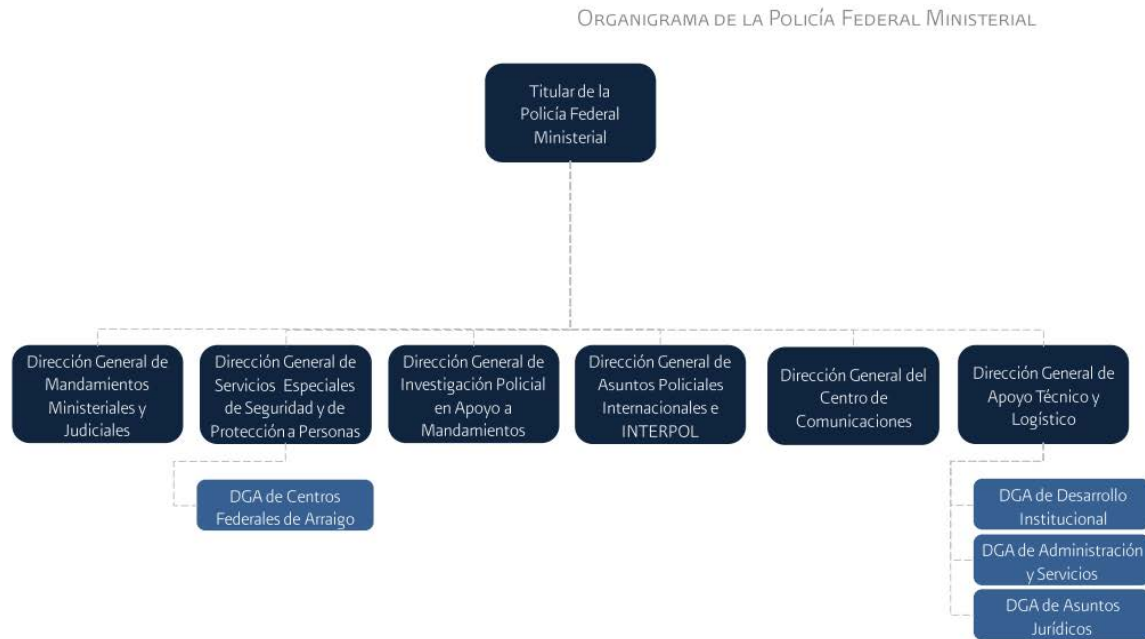 Organigrama de la Policía Federal Ministerial
Titular de la
Policía Federal
Ministerial
Dirección General de
Mandamientos
Ministeriales y
Judiciales
Dirección General de
Servicios Especiales
de Seguridad y de
Protección a Personas
Dirección General de
Investigación Policial
en Apoyo a
Mandamientos
Dirección General de
Asuntos Policiales
Internacionales e
INTERPOL
Dirección General del
Centro de
Comunicaciones
Dirección General de
Apoyo Técnico y
Logístico
DGA de Centros
Federales de Arraigo
DGA de Desarrollo
Institucional
DGA de Administración
y Servicios
DGA de Asuntos
Jurídicos